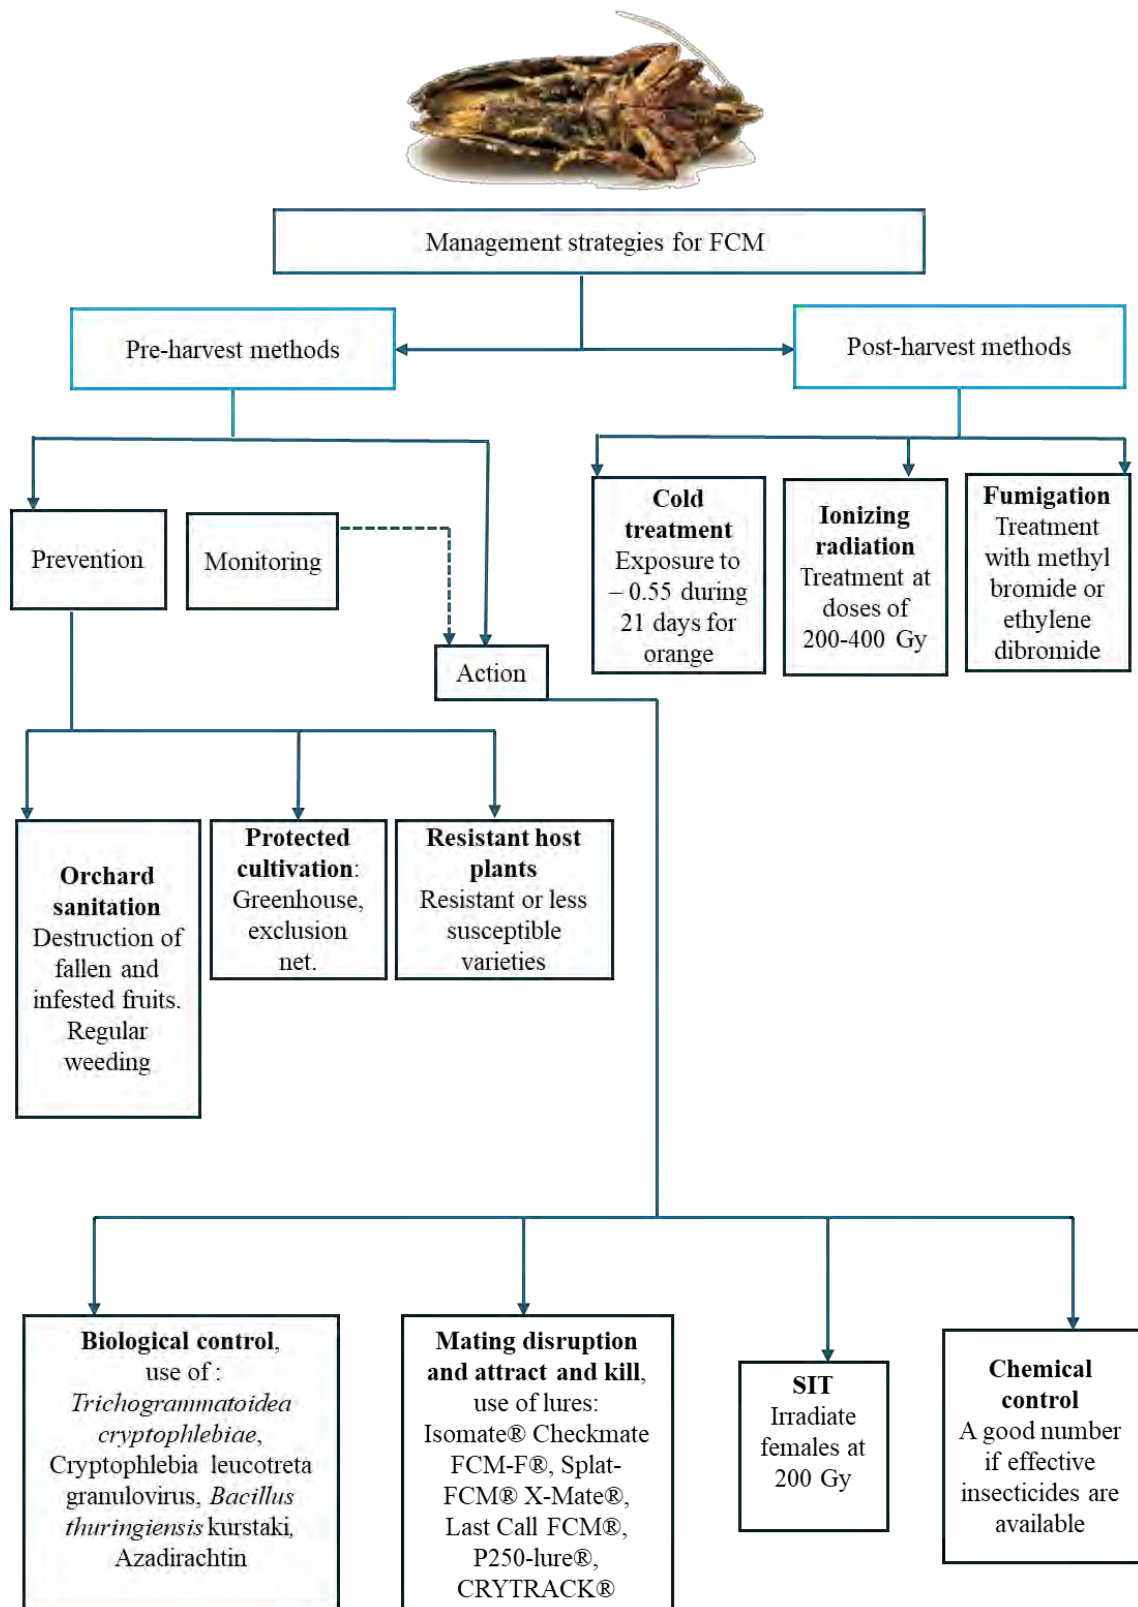 Management strategies for FCM
Pre-harvest methods
Post-harvest methods
Cold
treatment
Exposure to
– 0.55 during
21 days for
orange
Ionizing
radiation
Treatment at
doses of
200-400 Gy
Fumigation
Treatment
with methyl
bromide or
ethylene
dibromide
Prevention
Monitoring
Action
Orchard
sanitation
Destruction of
fallen and
infested fruits.
Regular
weeding
Protected
cultivation:
Greenhouse,
exclusion
net.
Resistant host
plants
Resistant or less
susceptible
varieties
Biological control,
use of :
Trichogrammatoidea
cryptophlebiae,
Cryptophlebia leucotreta
granulovirus, Bacillus
thuringiensis kurstaki,
Azadirachtin
Mating disruption
and attract and kill,
use of lures:
Isomate® Checkmate
FCM-F®, Splat-
FCM® X-Mate®,
Last Call FCM®,
P250-lure®,
CRYTRACK®
SIT
Irradiate
females at
200 Gy
Chemical
control
A good number
if effective
insecticides are
available